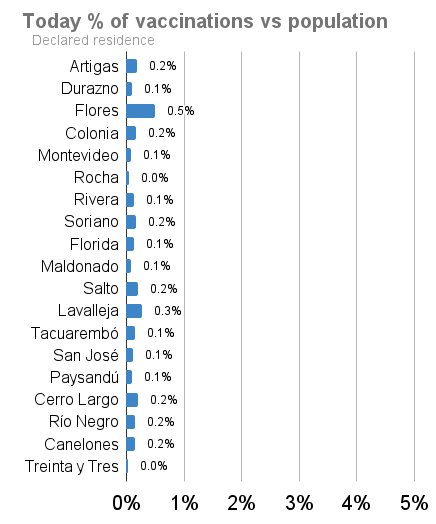 Today % of vaccinations vs population
Declared residence
Artigas 0.2%
Durazno 0.1%
Flores 0.5%
Colonia 0.2%
Montevideo 0.1%
Rocha 0.0%
Rivera 0.1%
Soriano 0.2%
Florida 0.1%
Maldonado 0.1%
Salto 0.2%
Lavalleja 0.3%
Tacuarembó 0.1%
San José 0.1%
Paysandú 0.1%
Cerro Largo 0.2%
Río Negro 0.2%
Canelones 0.2%
Treinta y Tres 0.0%
0% 1% 2% 3% 4% 5%